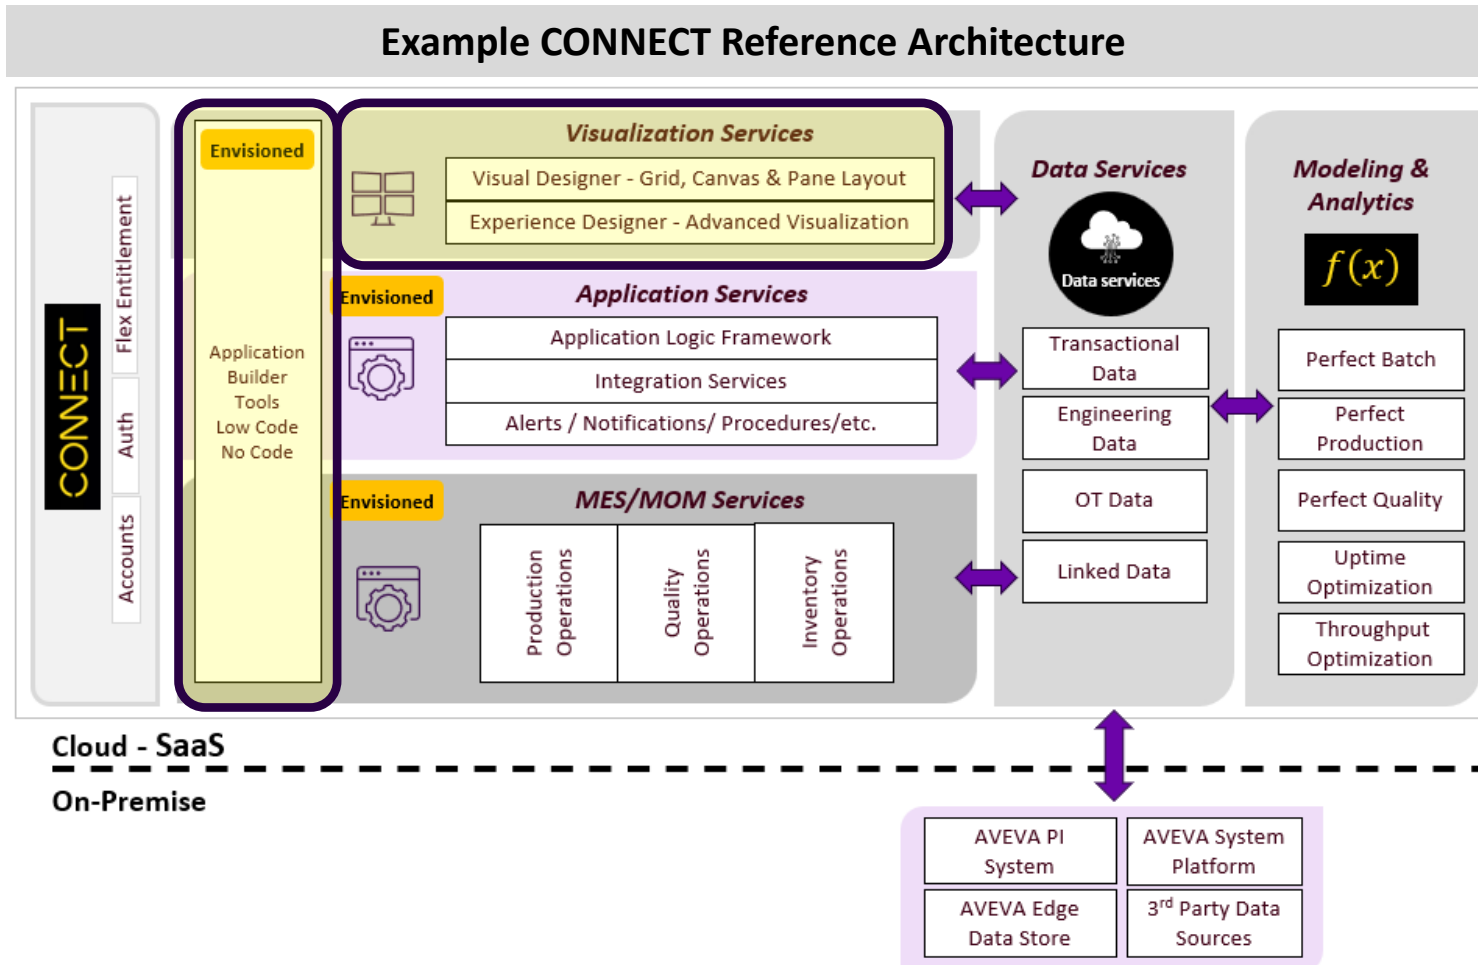 Example CONNECT Reference Architecture
CONNECT
Flex Entitlement
Auth
Accounts
Envisioned
Application
Builder
Tools
Low Code
No Code
Visualization Services
Visual Designer - Grid, Canvas & Pane Layout
Experience Designer - Advanced Visualization
Envisioned
Application Services
Application Logic Framework
Integration Services
Alerts / Notifications/ Procedures/etc.
Envisioned
MES/MOM Services
Production
Operations
Quality
Operations
Inventory
Operations
Data Services
Data services
Transactional
Data
Engineering
Data
OT Data
Linked Data
Modeling &
Analytics
f(x)
Perfect Batch
Perfect
Production
Perfect Quality
Uptime
Optimization
Throughput
Optimization
Cloud - SaaS
On-Premise
AVEVA PI
System
AVEVA System
Platform
AVEVA Edge
Data Store
3rd Party Data
Sources